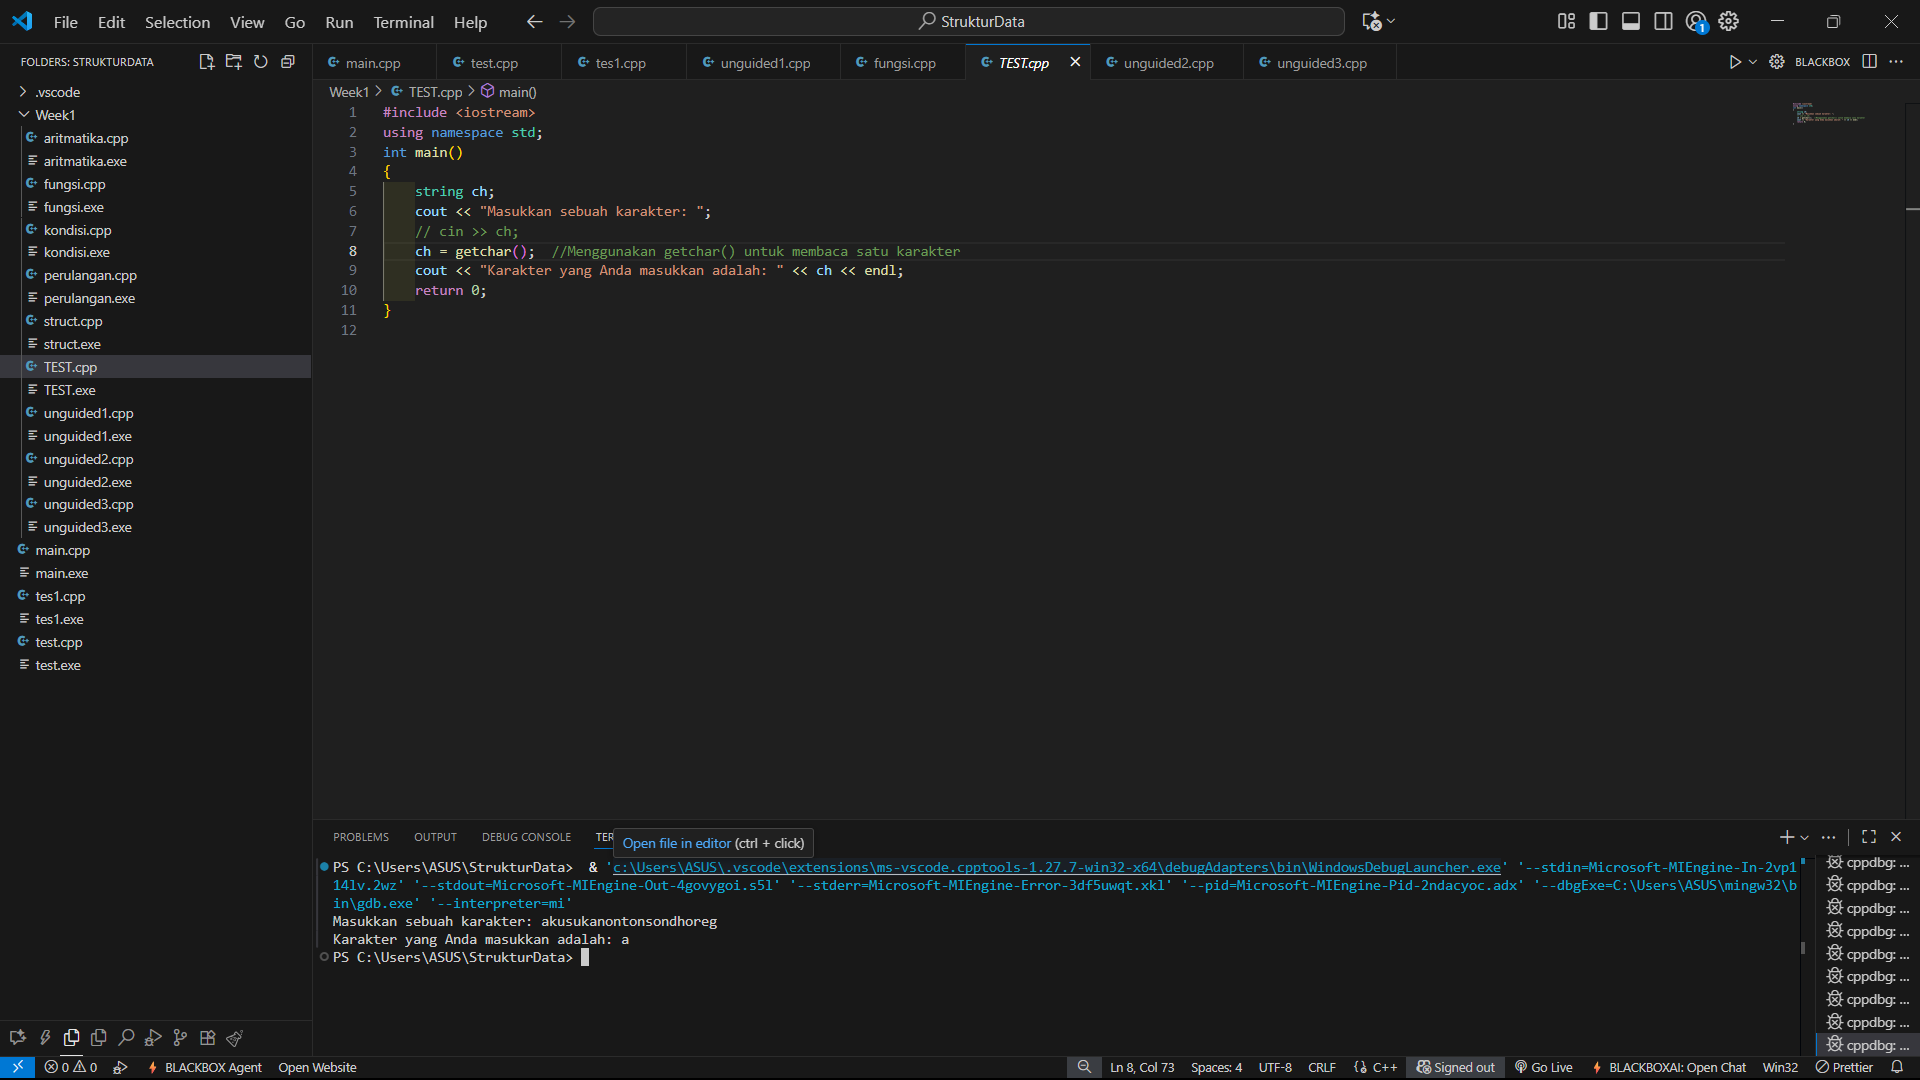 File Edit Selection View Go Run Terminal Help
StrukturData
1
FOLDERS: STRUKTURDATA
.vscode
Week1
aritmatika.cpp
aritmatika.exe
fungsi.cpp
fungsi.exe
kondisi.cpp
kondisi.exe
perulangan.cpp
perulangan.exe
struct.cpp
struct.exe
TEST.cpp
TEST.exe
unguided1.cpp
unguided1.exe
unguided2.cpp
unguided2.exe
unguided3.cpp
unguided3.exe
main.cpp
main.exe
tes1.cpp
tes1.exe
test.cpp
test.exe
main.cpp test.cpp tes1.cpp unguided1.cpp fungsi.cpp TEST.cpp unguided2.cpp unguided3.cpp BLACKBOX
Week1 > TEST.cpp > main()
1 #include <iostream>
2 using namespace std;
3 int main()
4 {
5 string ch;
6 cout << "Masukkan sebuah karakter: ";
7 // cin >> ch;
8 ch = getchar(); //Menggunakan getchar() untuk membaca satu karakter
9 cout << "Karakter yang Anda masukkan adalah: " << ch << endl;
10 return 0;
11 }
12
PROBLEMS OUTPUT DEBUG CONSOLE TER
Open file in editor (ctrl + click)
PS C:\Users\ASUS\StrukturData> & 'c:\Users\ASUS\.vscode\extensions\ms-vscode.cpptools-1.27.7-win32-x64\debugAdapters\bin\WindowsDebugLauncher.exe' '--stdin=Microsoft-MIEngine-In-2vp1
14lv.2wz' '--stdout=Microsoft-MIEngine-Out-4govygoi.s5l' '--stderr=Microsoft-MIEngine-Error-3df5uwqt.xkl' '--pid=Microsoft-MIEngine-Pid-2ndacyoc.adx' '--dbgExe=C:\Users\ASUS\mingw32\b
in\gdb.exe' '--interpreter=mi'
Masukkan sebuah karakter: akusukanontonsondhoreg
Karakter yang Anda masukkan adalah: a
PS C:\Users\ASUS\StrukturData>
cppdbg: ...
cppdbg: ...
cppdbg: ...
cppdbg: ...
cppdbg: ...
cppdbg: ...
cppdbg: ...
cppdbg: ...
cppdbg: ...
0 0 BLACKBOX Agent Open Website Ln 8, Col 73 Spaces: 4 UTF-8 CRLF {} C++ Signed out Go Live BLACKBOXAI: Open Chat Win32 Prettier